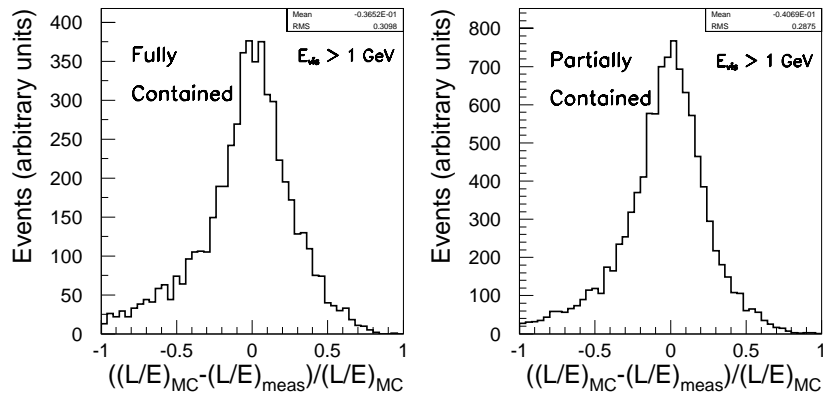 Mean -0.3652E-01
RMS 0.3098
Fully
Contained
E_vis > 1 GeV
Events (arbitrary units)
400
350
300
250
200
150
100
50
0
-1 -0.5 0 0.5 1
((L/E)_MC-(L/E)_meas)/(L/E)_MC
Mean -0.4069E-01
RMS 0.2875
Partially
Contained
E_vis > 1 GeV
Events (arbitrary units)
800
700
600
500
400
300
200
100
0
-1 -0.5 0 0.5 1
((L/E)_MC-(L/E)_meas)/(L/E)_MC